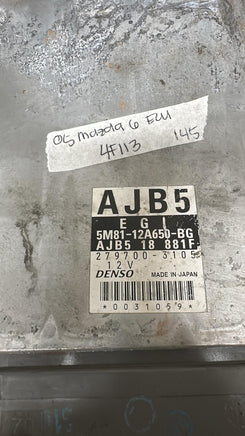 05 mazda 6 ECU
4F113 145
AJB5
EGI
5M81-12A650-BG
AJB5 18 881F
279700-3105
12V
DENSO MADE IN JAPAN
*0031059*